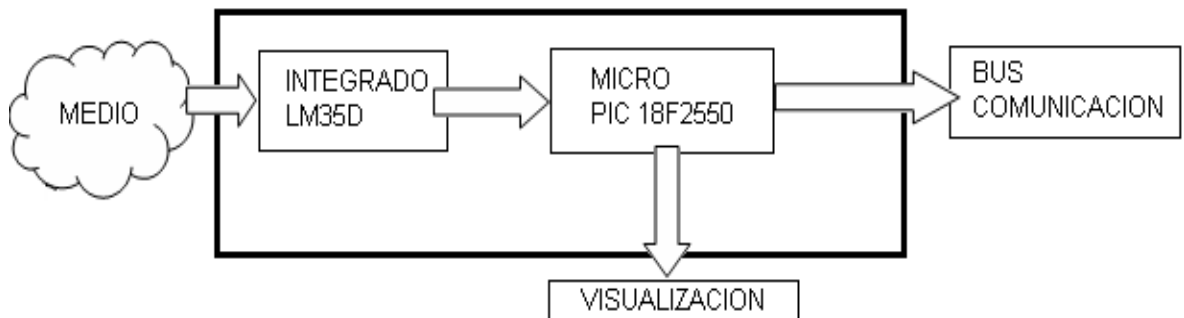 MEDIO
INTEGRADO
LM35D
MICRO
PIC 18F2550
BUS
COMUNICACION
VISUALIZACION